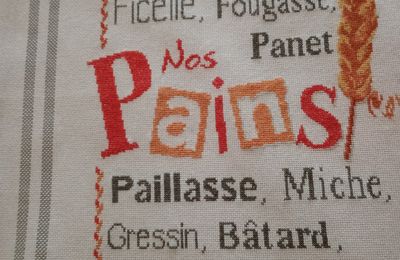 Ficelle, Fougasse,
Panet
Nos
Pains
Paillasse, Miche,
Gressin, Bâtard,